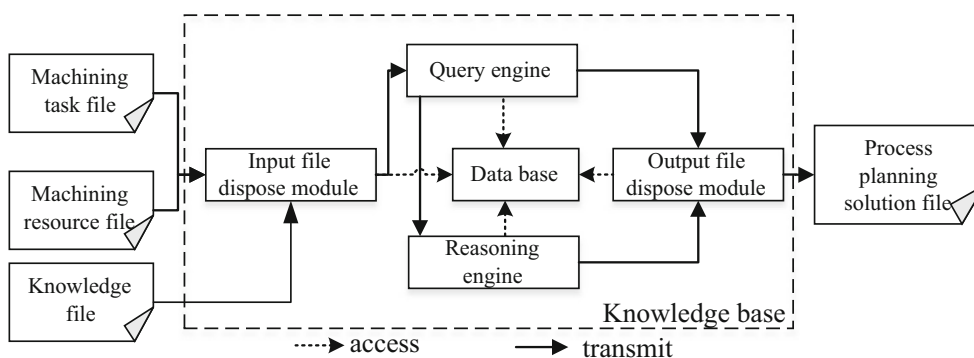 Machining
task file
Machining
resource file
Knowledge
file
Input file
dispose module
Query engine
Data base
Reasoning
engine
Output file
dispose module
Process
planning
solution file
Knowledge base
access
transmit